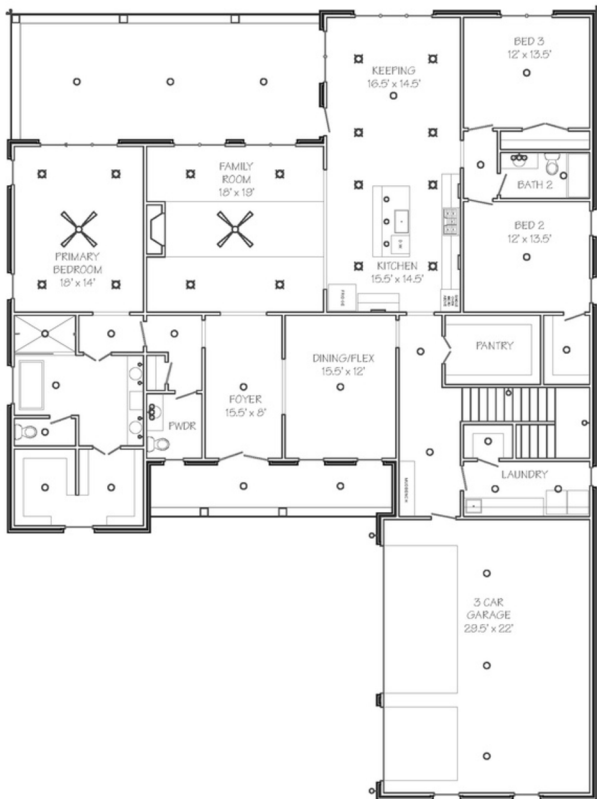 BED 3
12' x 13.5'
KEEPING
16.5' x 14.5'
FAMILY
ROOM
18' x 19'
BATH 2
BED 2
12' x 13.5'
PRIMARY
BEDROOM
18' x 14'
D.W.
KITCHEN
15.5' x 14.5'
FRIDGE
PANTRY
DINING/FLEX
15.5' x 12'
FOYER
15.5' x 8'
PWDR
LAUNDRY
3 CAR
GARAGE
29.5' x 22'